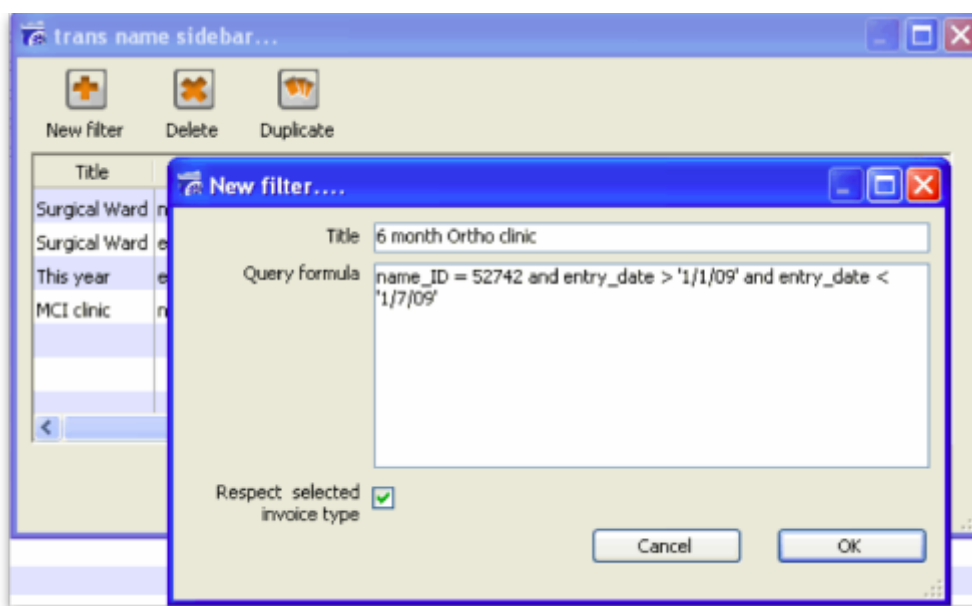 trans name sidebar...
New filter Delete Duplicate
Title
Surgical Ward n
Surgical Ward e
This year e
MCI clinic n
New filter....
Title 6 month Ortho clinic
Query formula name_ID = 52742 and entry_date > '1/1/09' and entry_date <
'1/7/09'
Respect selected
invoice type
Cancel OK